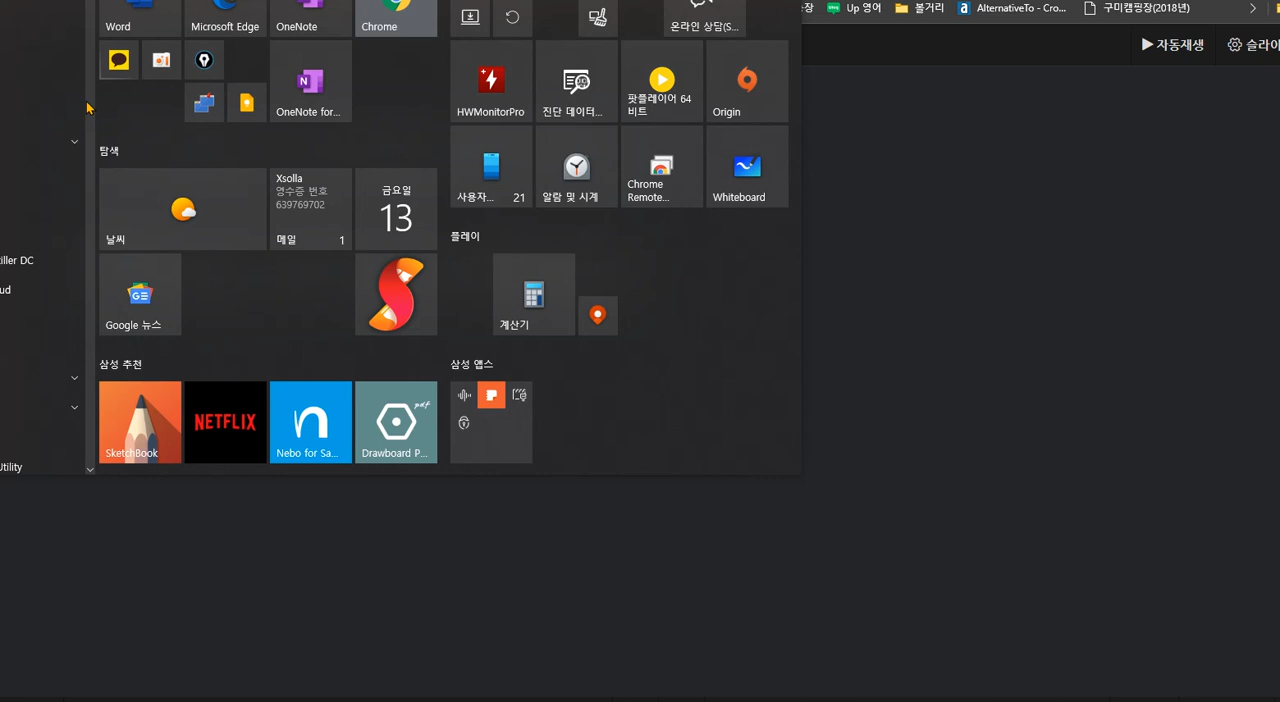 Word
Microsoft Edge
OneNote
Chrome
온라인 상담(S...
Up 영어
볼거리
AlternativeTo - Cro...
구미캠핑장(2018년)
자동재생
OneNote for...
HWMonitorPro
진단 데이터...
팟플레이어 64
비트
Origin
탐색
날씨
Xsolla
영수증 번호
639769702
메일 1
금요일
13
사용자... 21
알람 및 시계
Chrome
Remote...
Whiteboard
플레이
iller DC
ud
Google 뉴스
계산기
삼성 추천
삼성 앱스
SketchBook
NETFLIX
Nebo for Sa...
pdf
Drawboard P...
Utility